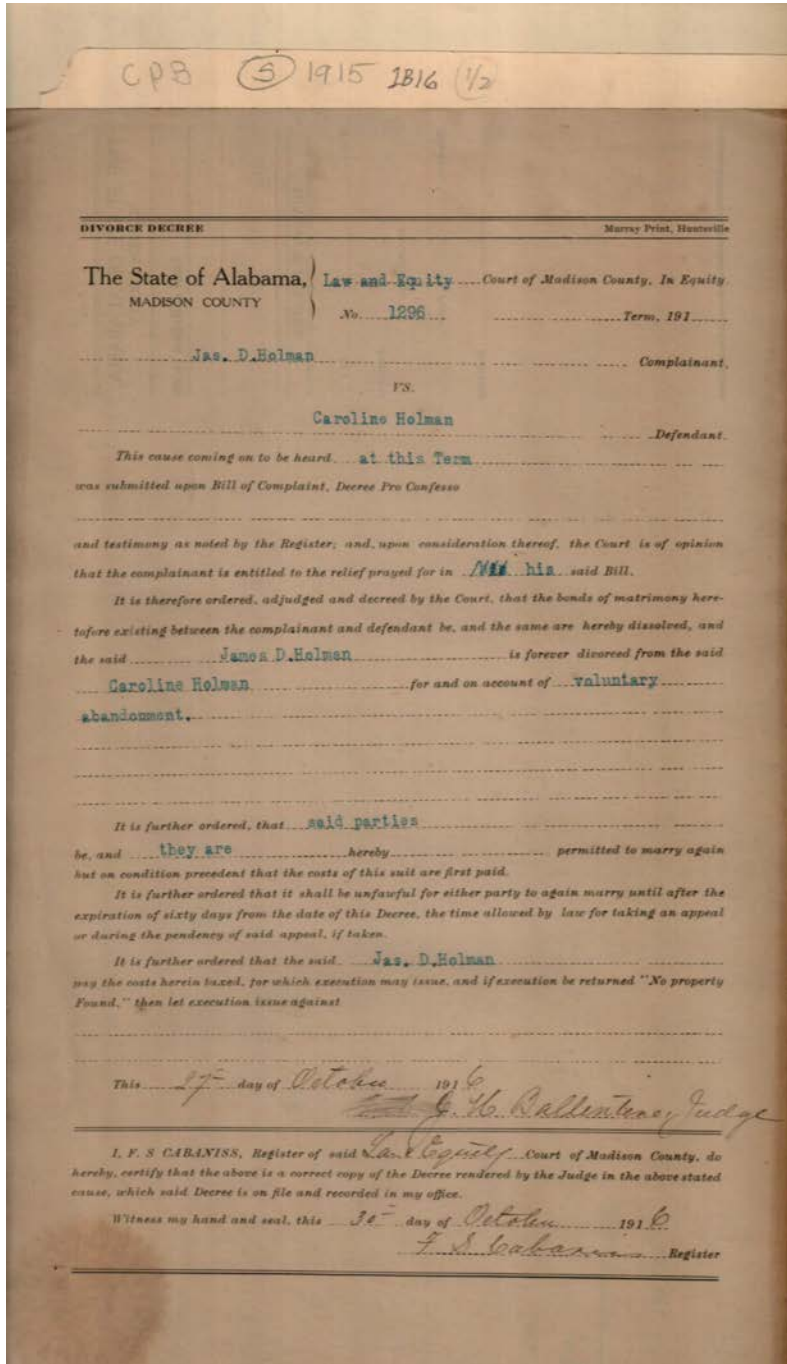 CPB (S) 1915 1816 (1/2)
DIVORCE DECREE Murray Print, Huntsville
The State of Alabama, Law and Equity Court of Madison County, In Equity
MADISON COUNTY No. 1296 Term, 191
Jas. D.Holman Complainant,
VS.
Caroline Holman
Defendant.
This cause coming on to be heard at this Term
was submitted upon Bill of Complaint, Decree Pro Confesso
and testimony as noted by the Register; and, upon consideration thereof, the Court is of opinion
that the complainant is entitled to the relief prayed for in his said Bill.
It is therefore ordered, adjudged and decreed by the Court, that the bonds of matrimony here-
tofore existing between the complainant and defendant be, and the same are hereby dissolved, and
the said James D.Holman is forever divorced from the said
Caroline Holman for and on account of voluntary
abandonment.
It is further ordered, that said parties
be, and they are hereby permitted to marry again
but on condition precedent that the costs of this suit are first paid.
It is further ordered that it shall be unlawful for either party to again marry until after the
expiration of sixty days from the date of this Decree, the time allowed by law for taking an appeal
or during the pendency of said appeal, if taken.
It is further ordered that the said Jas. D.Holman
pay the costs herein taxed, for which execution may issue, and if execution be returned "No property
Found," then let execution issue against
This 27 day of October 1916
J. H. Ballentine, Judge
I, F. S CABANISS, Register of said Law & Equity Court of Madison County, do
hereby, certify that the above is a correct copy of the Decree rendered by the Judge in the above stated
cause, which said Decree is on file and recorded in my office.
Witness my hand and seal, this 30 day of October 1916
F. S. Cabaniss Register